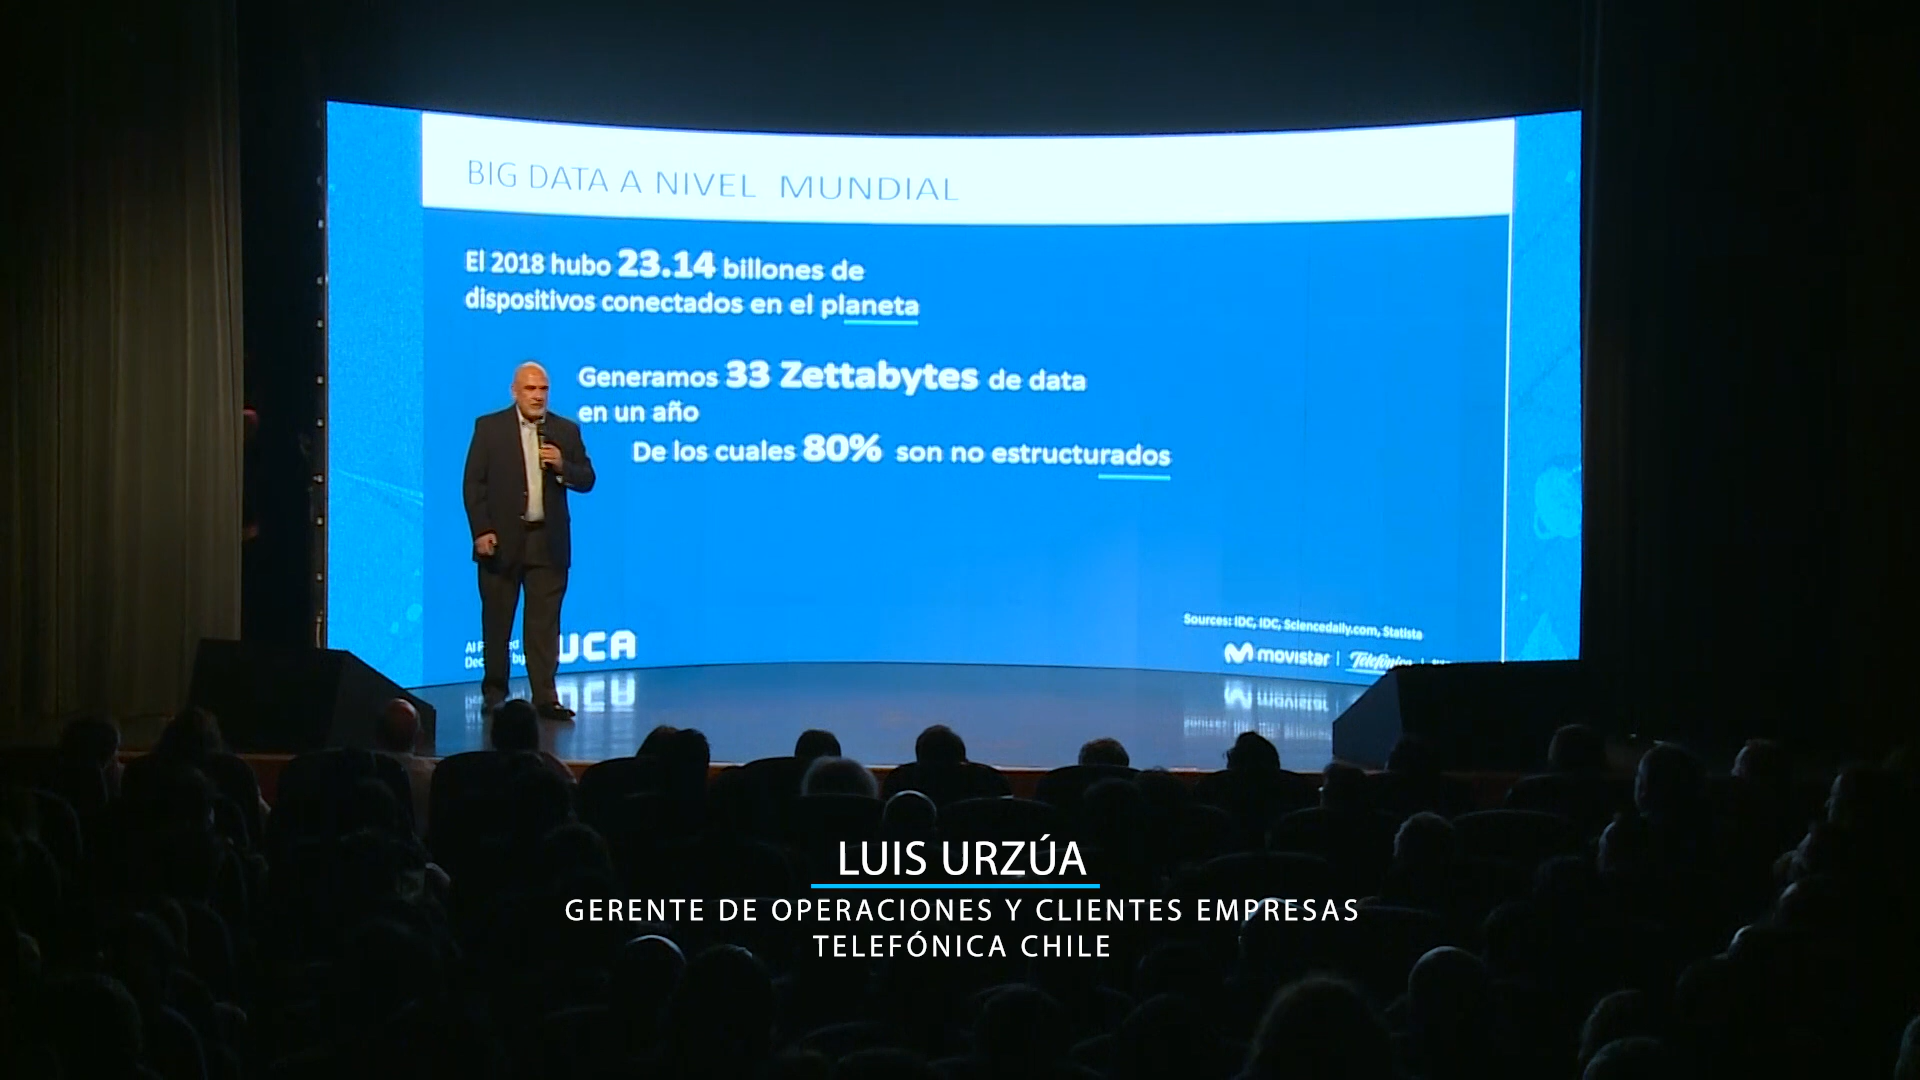 BIG DATA A NIVEL MUNDIAL
El 2018 hubo 23.14 billones de
dispositivos conectados en el planeta
Generamos 33 Zettabytes de data
en un año
De los cuales 80% son no estructurados
Sources: IDC, IDC, Sciencedaily.com, Statista
movistar | Telefónica |
LUIS URZÚA
GERENTE DE OPERACIONES Y CLIENTES EMPRESAS
TELEFÓNICA CHILE